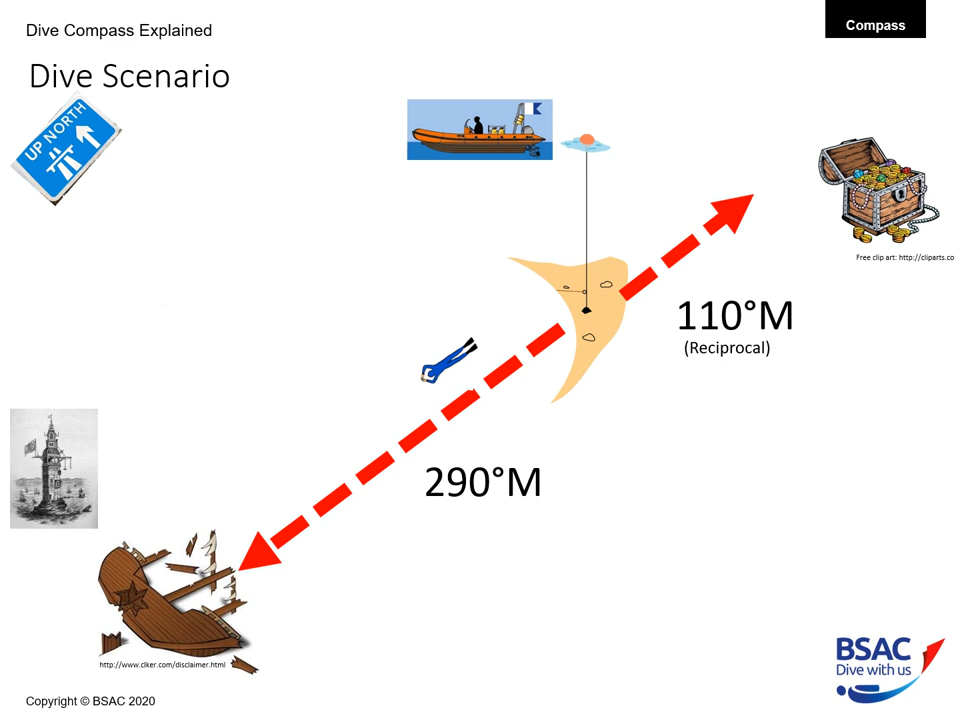 Dive Compass Explained
Compass
Dive Scenario
UP NORTH
Free clip art: http://cliparts.co
110°M
(Reciprocal)
290°M
http://www.clker.com/disclaimer.html
BSAC
Dive with us
Copyright © BSAC 2020